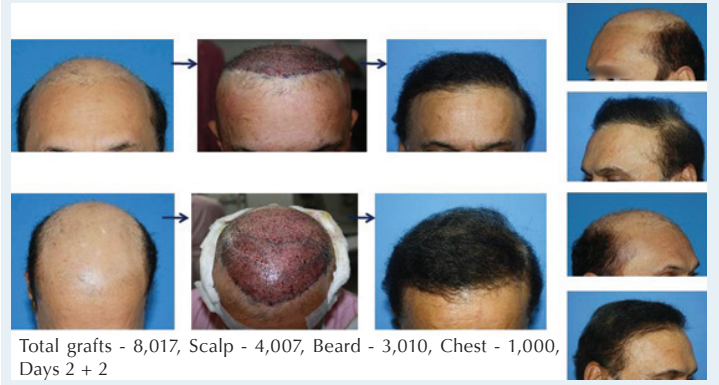 Total grafts - 8,017, Scalp - 4,007, Beard - 3,010, Chest - 1,000,
Days 2 + 2